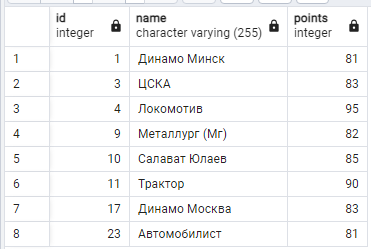 id name points
integer character varying (255) integer
1 1 Динамо Минск 81
2 3 ЦСКА 83
3 4 Локомотив 95
4 9 Металлург (Мг) 82
5 10 Салават Юлаев 85
6 11 Трактор 90
7 17 Динамо Москва 83
8 23 Автомобилист 81